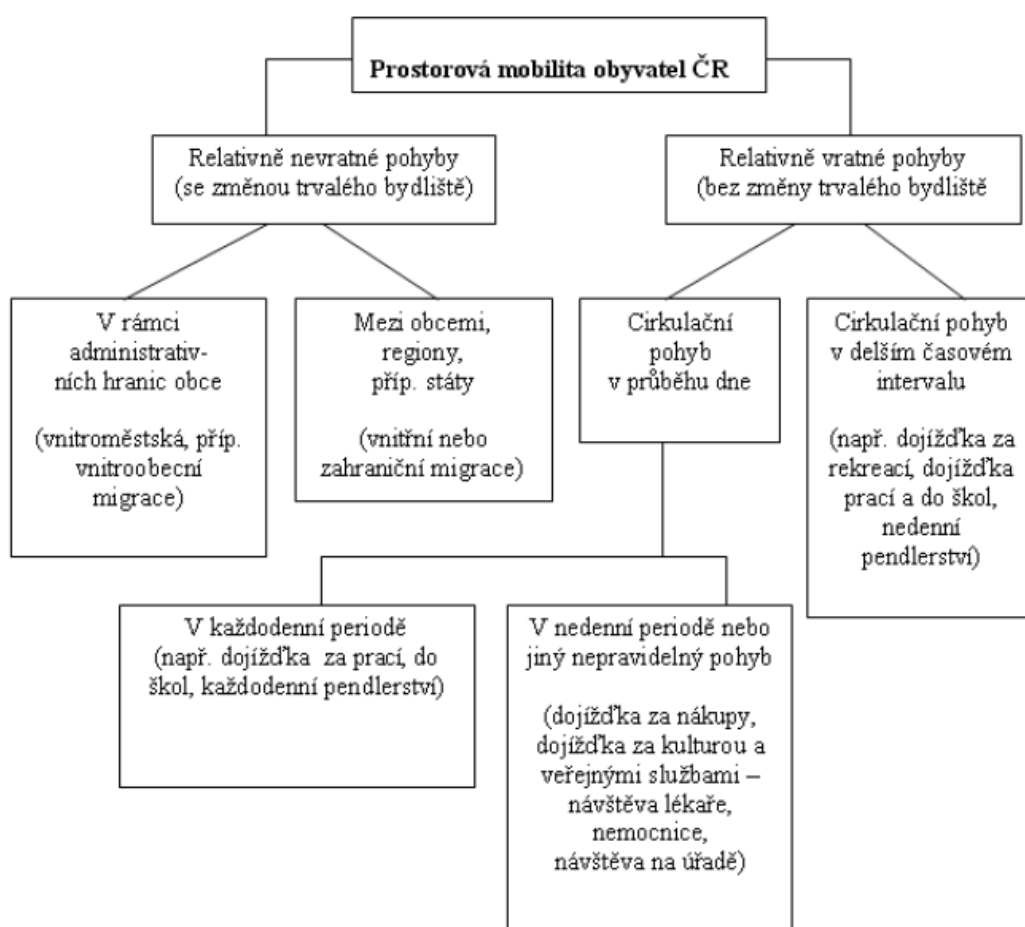 Prostorová mobilita obyvatel ČR
Relativně nevratné pohyby
(se změnou trvalého bydliště)
Relativně vratné pohyby
(bez změny trvalého bydliště
V rámci
administrativ-
ních hranic obce
(vnitroměstská, příp.
vnitroobecní
migrace)
Mezi obcemi,
regiony,
příp. státy
(vnitřní nebo
zahraniční migrace)
Cirkulační
pohyb
v průběhu dne
Cirkulační pohyb
v delším časovém
intervalu
(např. dojížďka za
rekreací, dojížďka
prací a do škol,
nedenní
pendlerství)
V každodenní periodě
(např. dojížďka za prací, do
škol, každodenní pendlerství)
V nedenní periodě nebo
jiný nepravidelný pohyb
(dojížďka za nákupy,
dojížďka za kulturou a
veřejnými službami –
návštěva lékaře,
nemocnice,
návštěva na úřadě)